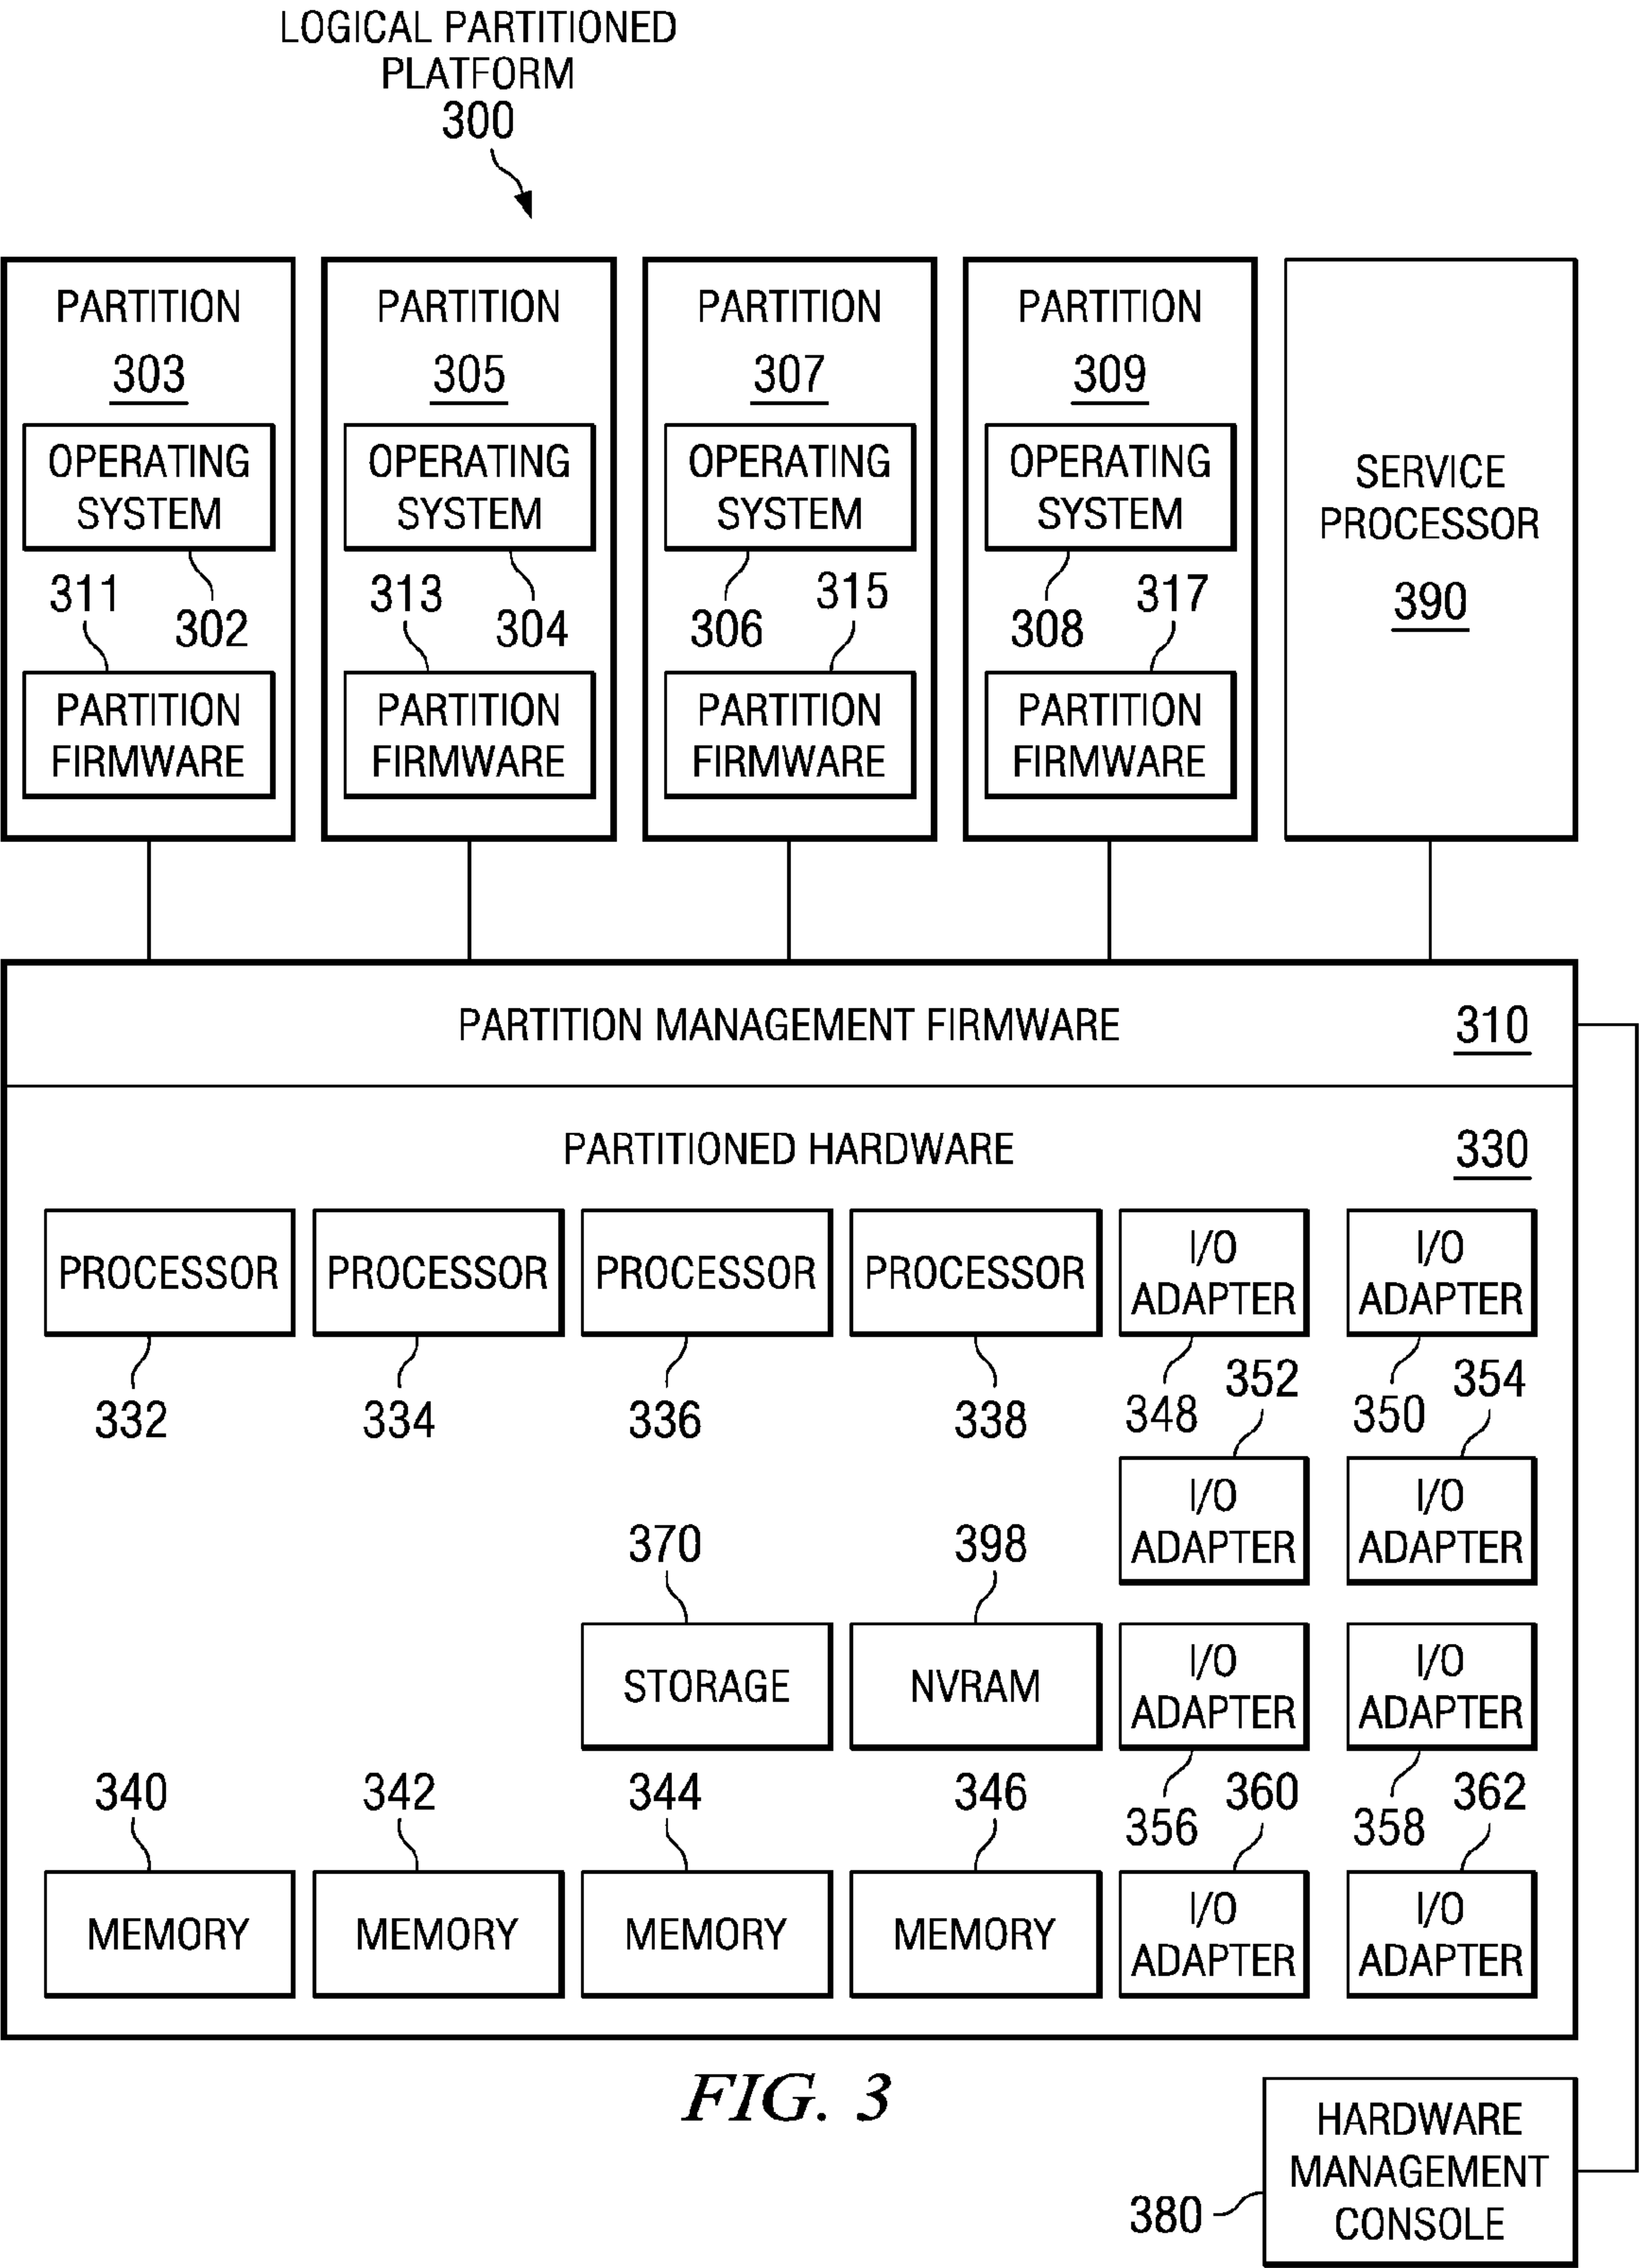 LOGICAL PARTITIONED
PLATFORM
300
PARTITION
303
OPERATING
SYSTEM
311
302
PARTITION
FIRMWARE
PARTITION
305
OPERATING
SYSTEM
313
304
PARTITION
FIRMWARE
PARTITION
307
OPERATING
SYSTEM
315
306
PARTITION
FIRMWARE
PARTITION
309
OPERATING
SYSTEM
317
308
PARTITION
FIRMWARE
SERVICE
PROCESSOR
390
PARTITION MANAGEMENT FIRMWARE 310
PARTITIONED HARDWARE 330
PROCESSOR
332
PROCESSOR
334
PROCESSOR
336
PROCESSOR
338
I/O
ADAPTER
348
I/O
ADAPTER
350
352
I/O
ADAPTER
354
I/O
ADAPTER
370
STORAGE
398
NVRAM
I/O
ADAPTER
356
I/O
ADAPTER
358
340
MEMORY
342
MEMORY
344
MEMORY
346
MEMORY
360
I/O
ADAPTER
362
I/O
ADAPTER
FIG. 3
HARDWARE
MANAGEMENT
CONSOLE
380